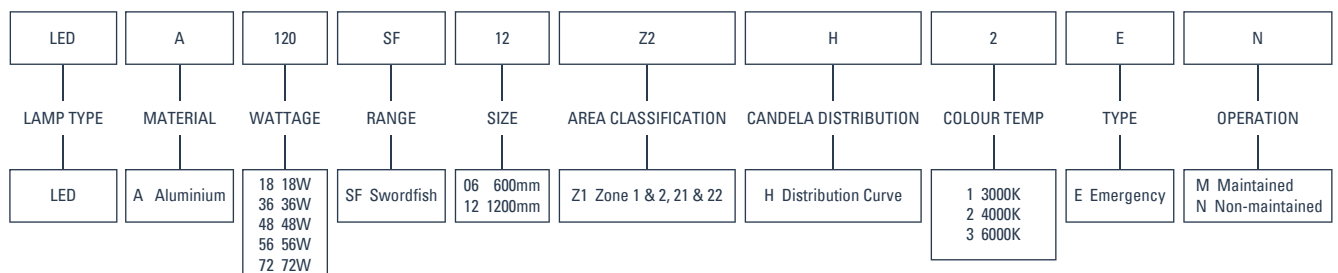 LED A 120 SF 12 Z2 H 2 E N
LAMP TYPE MATERIAL WATTAGE RANGE SIZE AREA CLASSIFICATION CANDELA DISTRIBUTION COLOUR TEMP TYPE OPERATION
LED
A Aluminium
18 18W
36 36W
48 48W
56 56W
72 72W
SF Swordfish
06 600mm
12 1200mm
Z1 Zone 1 & 2, 21 & 22
H Distribution Curve
1 3000K
2 4000K
3 6000K
E Emergency
M Maintained
N Non-maintained